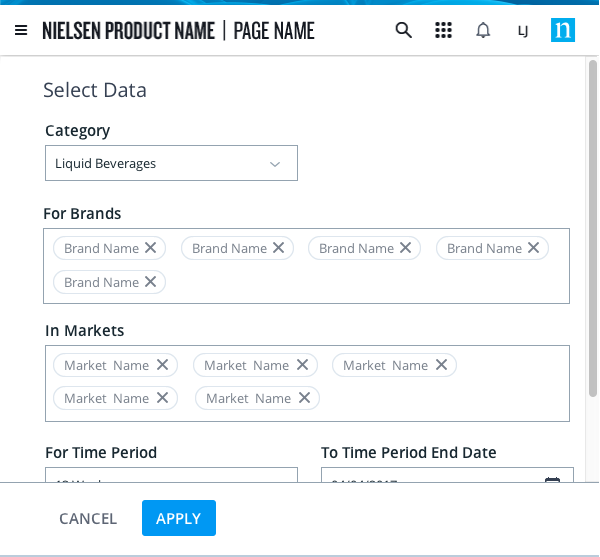 NIELSEN PRODUCT NAME | PAGE NAME LJ n
Select Data
Category
Liquid Beverages
For Brands
Brand Name Brand Name Brand Name Brand Name
Brand Name
In Markets
Market Name Market Name Market Name
Market Name Market Name
For Time Period To Time Period End Date
CANCEL APPLY